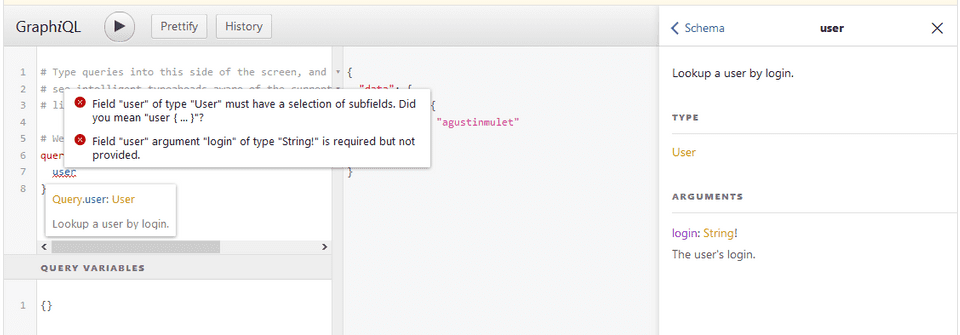 GraphiQL
Prettify
History
Schema
user
1 # Type queries into this side of the screen, and
2 # see intelligent typeaheads aware of the current
3 # li
4
5 # We
6 quer
7 user
8 }
Field "user" of type "User" must have a selection of subfields. Did
you mean "user { ... }"?
Field "user" argument "login" of type "String!" is required but not
provided.
Query.user: User
Lookup a user by login.
QUERY VARIABLES
1 {}
{
"data": {
{
"agustinmulet"
}
Lookup a user by login.
TYPE
User
ARGUMENTS
login: String!
The user's login.